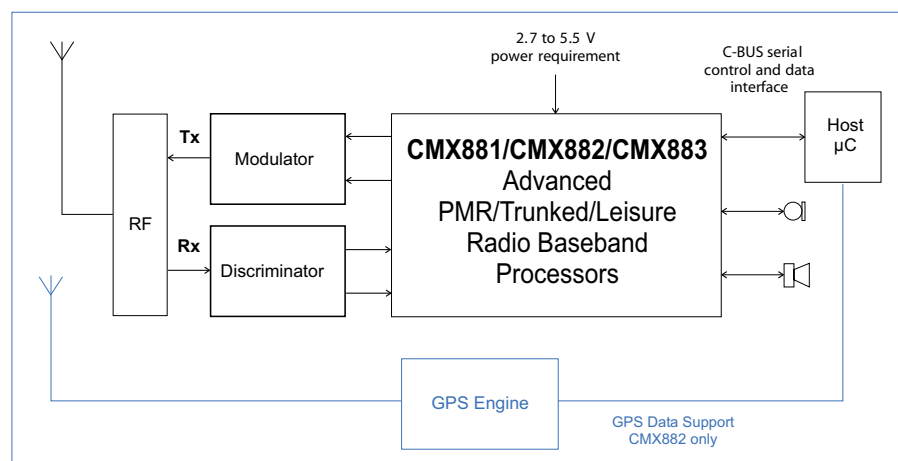 2.7 to 5.5 V
power requirement
C-BUS serial
control and data
interface
Tx
Modulator
RF
Rx
Discriminator
CMX881/CMX882/CMX883
Advanced
PMR/Trunked/Leisure
Radio Baseband
Processors
Host
µC
GPS Engine
GPS Data Support
CMX882 only